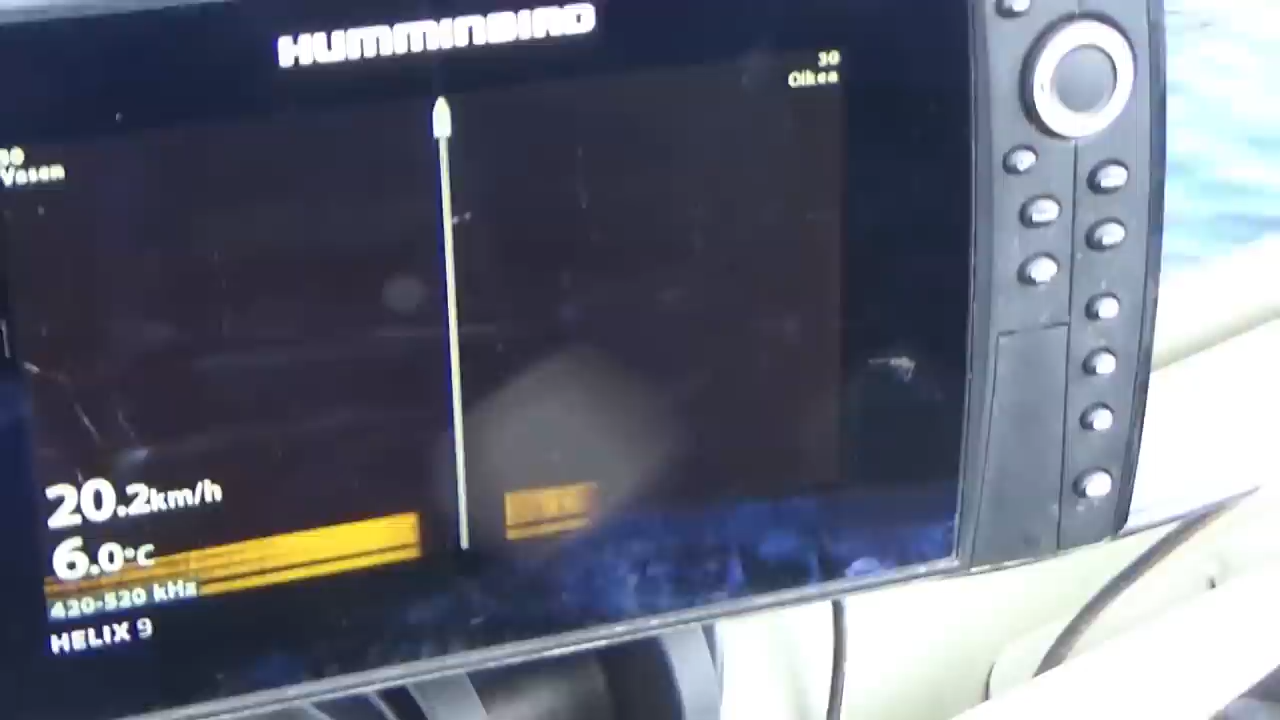 HUMMINBIRD
30
Oikea
30
Vasen
20.2km/h
6.0°C
420-520 kHz
HELIX 9